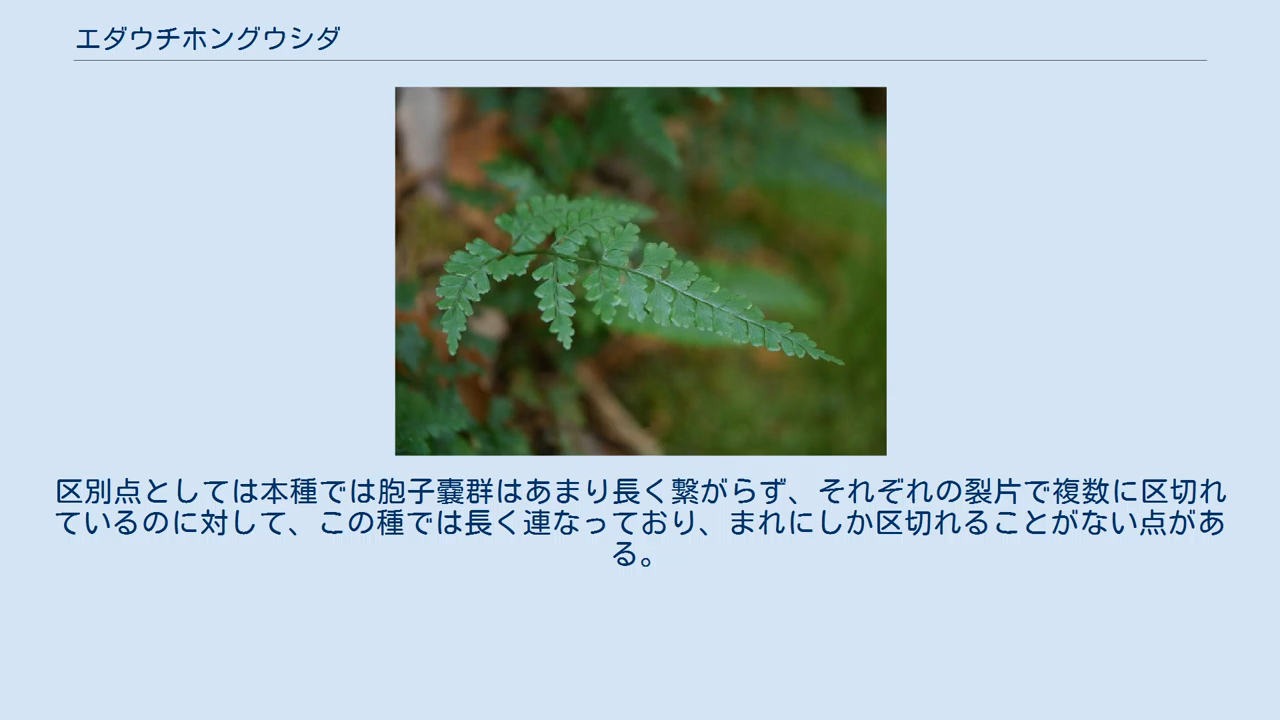 エダウチホングウシダ
区別点としては本種では胞子嚢群はあまり長く繋がらず、それぞれの裂片で複数に区切れ
ているのに対して、この種では長く連なっており、まれにしか区切れることがない点があ
る。